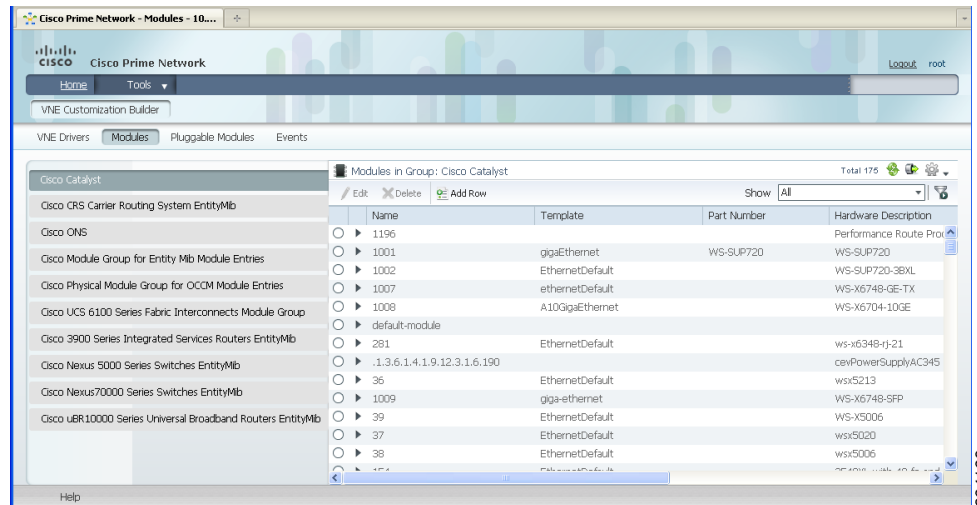 Cisco Prime Network - Modules - 10....
CISCO Cisco Prime Network
Logout root
Home Tools
VNE Customization Builder
VNE Drivers Modules Pluggable Modules Events
Cisco Catalyst
Cisco CRS Carrier Routing System EntityMib
Cisco ONS
Cisco Module Group for Entity Mib Module Entries
Cisco Physical Module Group for OCCM Module Entries
Cisco UCS 6100 Series Fabric Interconnects Module Group
Cisco 3900 Series Integrated Services Routers EntityMib
Cisco Nexus 5000 Series Switches EntityMib
Cisco Nexus70000 Series Switches EntityMib
Cisco uBR10000 Series Universal Broadband Routers EntityMib
Modules in Group: Cisco Catalyst Total 175
Edit Delete Add Row Show All
Name Template Part Number Hardware Description
1196 Performance Route
1001 gigaEthernet WS-SUP720 WS-SUP720
1002 EthernetDefault WS-SUP720-3BXL
1007 ethernetDefault WS-X6748-GE-TX
1008 A10GigaEthernet WS-X6704-10GE
default-module
281 EthernetDefault ws-x6348-rj-21
.1.3.6.1.4.1.9.12.3.1.6.190 cevPowerSupplyAC345
36 EthernetDefault wsx5213
1009 giga-ethernet WS-X6748-SFP
39 EthernetDefault WS-X5006
37 EthernetDefault wsx5020
38 EthernetDefault wsx5006
Help